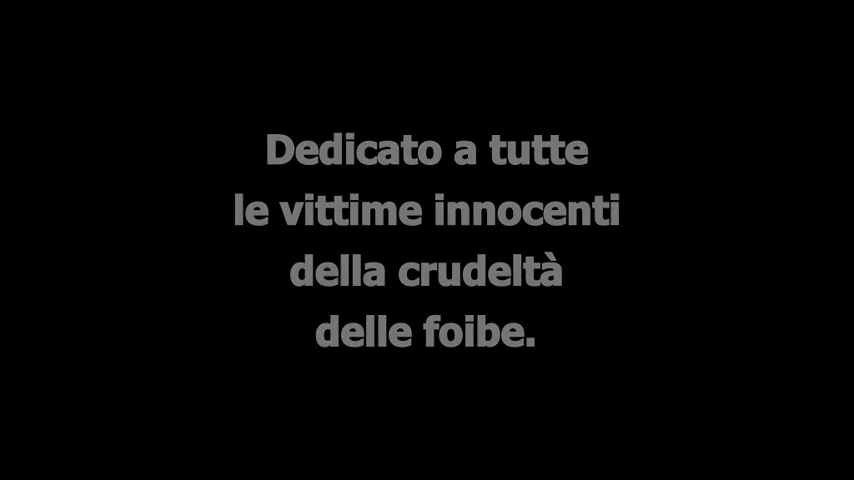 Dedicato a tutte
le vittime innocenti
della crudeltà
delle foibe.